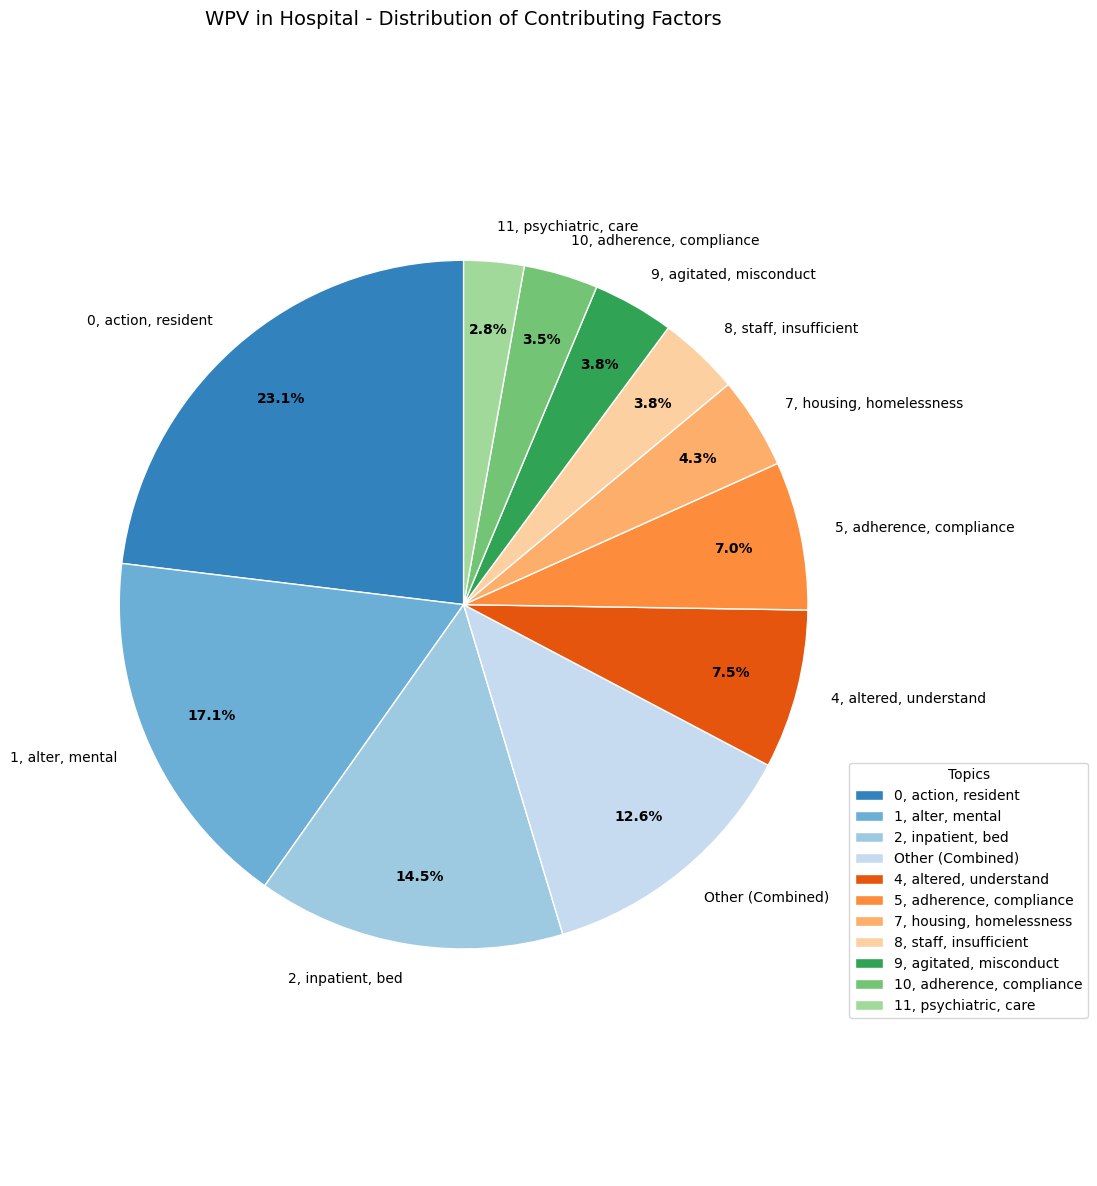 WPV in Hospital - Distribution of Contributing Factors
11, psychiatric, care
10, adherence, compliance
9, agitated, misconduct
0, action, resident
8, staff, insufficient
2.8%
3.5%
3.8%
23.1%
3.8%
7, housing, homelessness
4.3%
5, adherence, compliance
7.0%
7.5%
4, altered, understand
17.1%
1, alter, mental
12.6%
14.5%
Other (Combined)
2, inpatient, bed
Topics
0, action, resident
1, alter, mental
2, inpatient, bed
Other (Combined)
4, altered, understand
5, adherence, compliance
7, housing, homelessness
8, staff, insufficient
9, agitated, misconduct
10, adherence, compliance
11, psychiatric, care